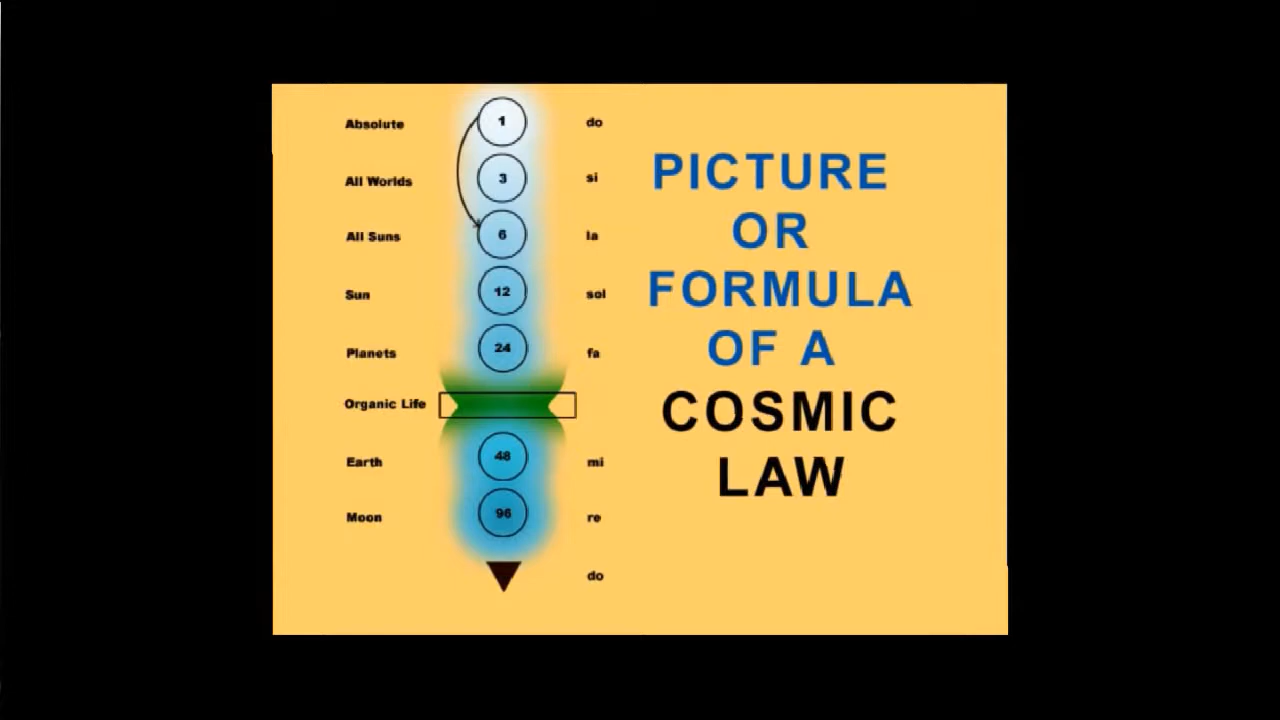 Absolute 1 do
All Worlds 3 si
All Suns 6 la
Sun 12 sol
Planets 24 fa
Organic Life
Earth 48 mi
Moon 96 re
do
PICTURE
OR
FORMULA
OF A
COSMIC
LAW